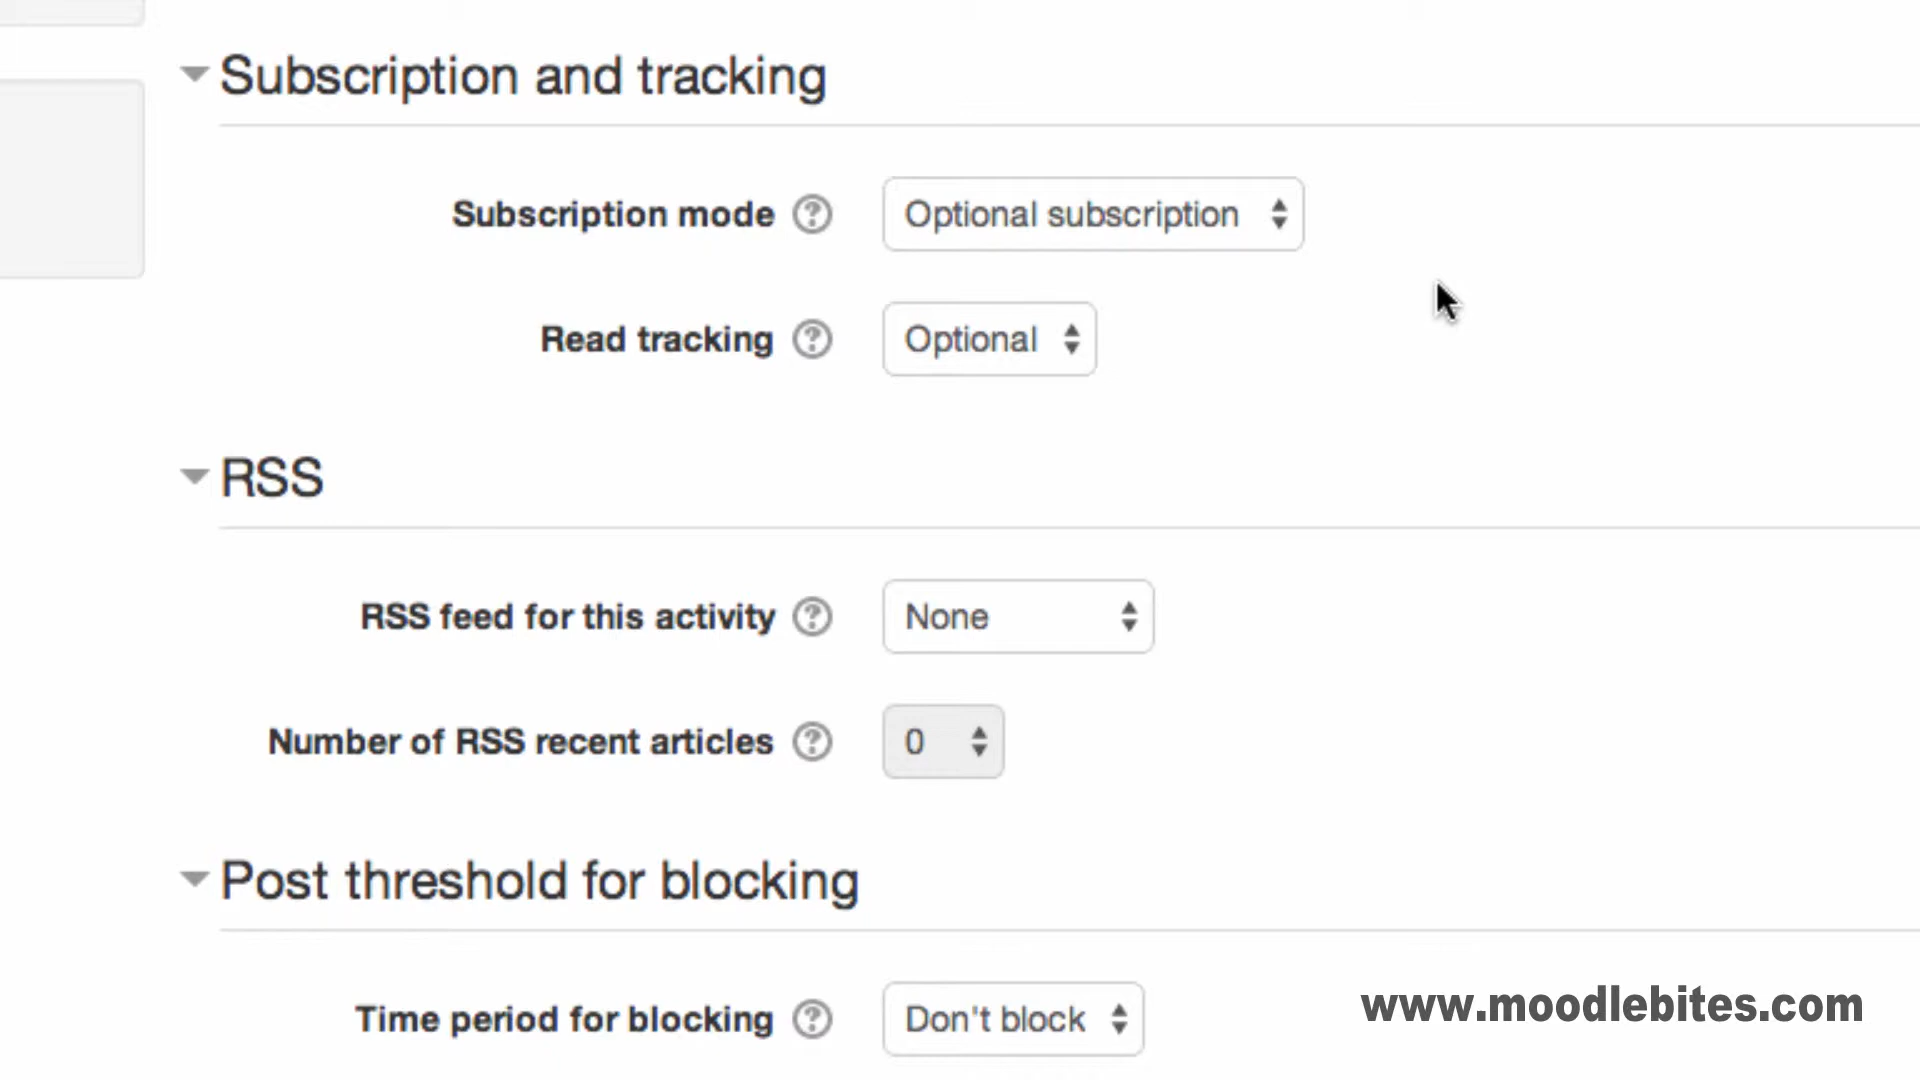 Subscription and tracking
Subscription mode Optional subscription
Read tracking Optional
RSS
RSS feed for this activity None
Number of RSS recent articles 0
Post threshold for blocking
Time period for blocking Don't block
www.moodlebites.com